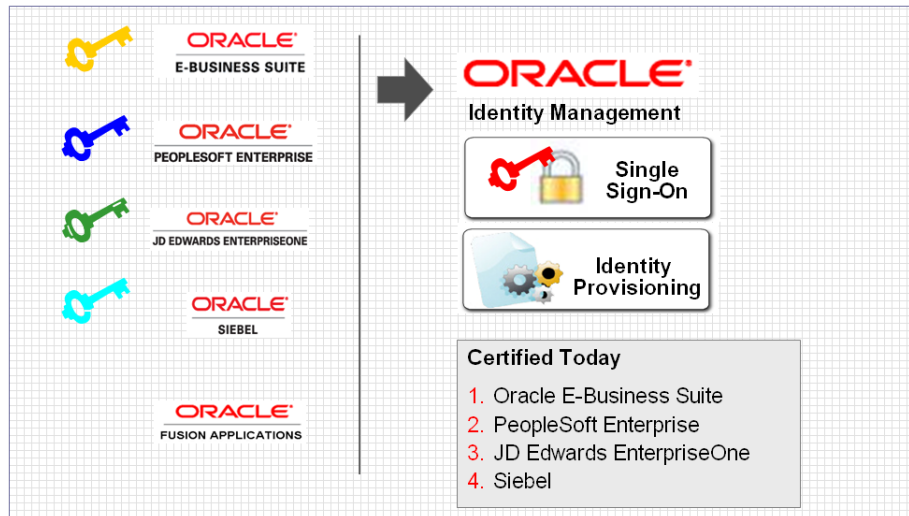 ORACLE
E-BUSINESS SUITE
ORACLE
PEOPLESOFT ENTERPRISE
ORACLE
JD EDWARDS ENTERPRISEONE
ORACLE
SIEBEL
ORACLE
FUSION APPLICATIONS
ORACLE
Identity Management
Single
Sign-On
Identity
Provisioning
Certified Today
1. Oracle E-Business Suite
2. PeopleSoft Enterprise
3. JD Edwards EnterpriseOne
4. Siebel